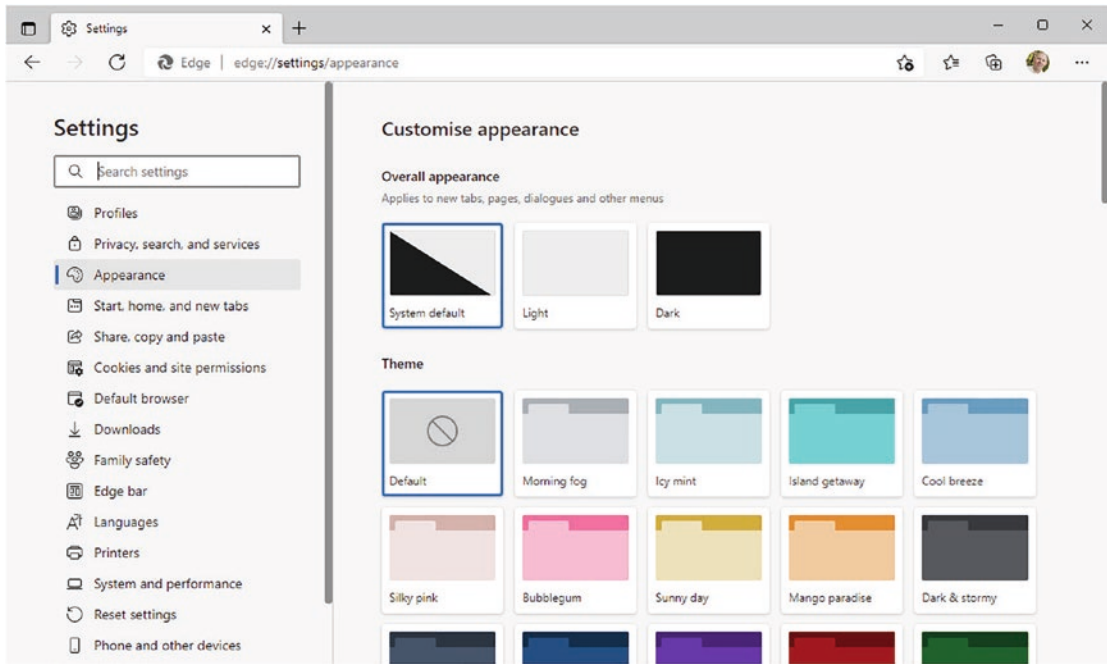 Settings
Edge | edge://settings/appearance
Settings
Search settings
Profiles
Privacy, search, and services
Appearance
Start, home, and new tabs
Share, copy and paste
Cookies and site permissions
Default browser
Downloads
Family safety
Edge bar
Languages
Printers
System and performance
Reset settings
Phone and other devices
Customise appearance
Overall appearance
Applies to new tabs, pages, dialogues and other menus
System default
Light
Dark
Theme
Default
Morning fog
Icy mint
Island getaway
Cool breeze
Silky pink
Bubblegum
Sunny day
Mango paradise
Dark & stormy